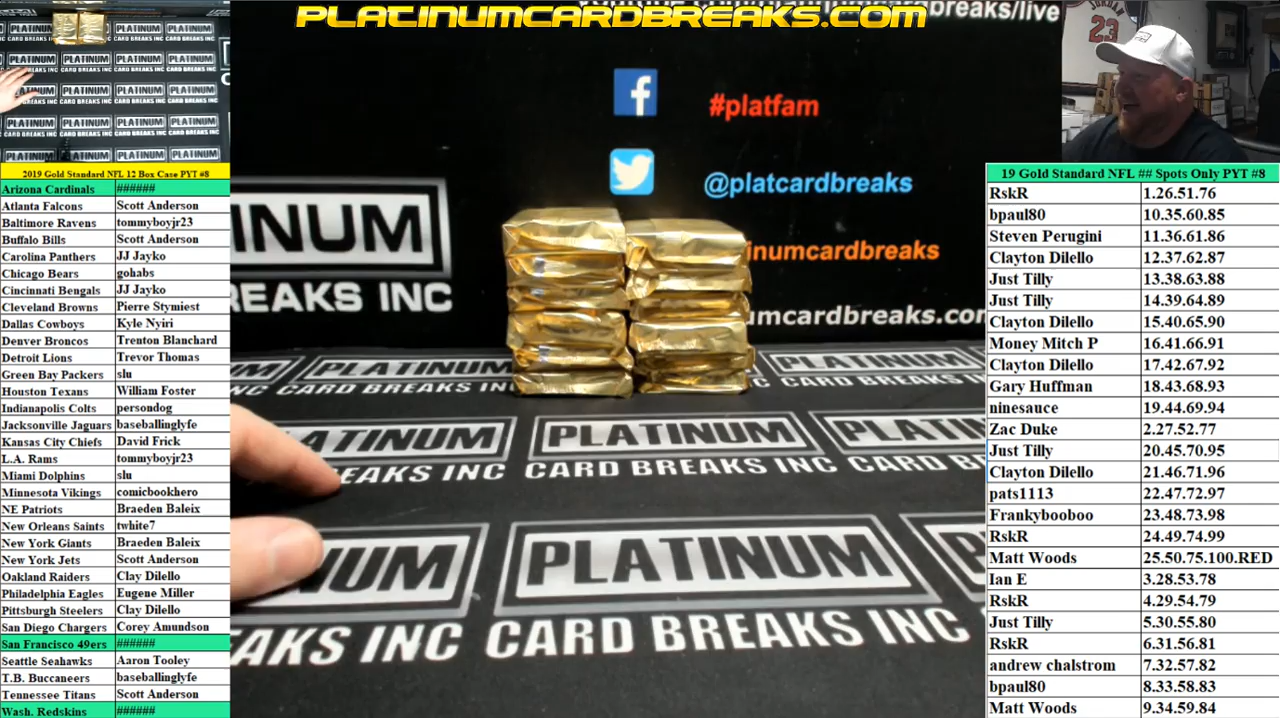 PLATINUMCARDBREAKS.COM
#platfam
@platcardbreaks
2019 Gold Standard NFL 12 Box Case PYT #8
Arizona Cardinals ######
Atlanta Falcons Scott Anderson
Baltimore Ravens tommyboyjr23
Buffalo Bills Scott Anderson
Carolina Panthers JJ Jayko
Chicago Bears gohabs
Cincinnati Bengals JJ Jayko
Cleveland Browns Pierre Stymiest
Dallas Cowboys Kyle Nyiri
Denver Broncos Trenton Blanchard
Detroit Lions Trevor Thomas
Green Bay Packers slu
Houston Texans William Foster
Indianapolis Colts persondog
Jacksonville Jaguars baseballinglyfe
Kansas City Chiefs David Frick
L.A. Rams tommyboyjr23
Miami Dolphins slu
Minnesota Vikings comicbookhero
NE Patriots Braeden Baleix
New Orleans Saints twhite7
New York Giants Braeden Baleix
New York Jets Scott Anderson
Oakland Raiders Clay Dilello
Philadelphia Eagles Eugene Miller
Pittsburgh Steelers Clay Dilello
San Diego Chargers Corey Amundson
San Francisco 49ers ######
Seattle Seahawks Aaron Tooley
T.B. Buccaneers baseballinglyfe
Tennessee Titans Scott Anderson
Wash. Redskins ######
PLATINUM
CARD BREAKS INC
PLATINUM
CARD BREAKS INC
23
19 Gold Standard NFL ## Spots Only PYT #8
RskR 1.26.51.76
bpaul80 10.35.60.85
Steven Perugini 11.36.61.86
Clayton Dilello 12.37.62.87
Just Tilly 13.38.63.88
Just Tilly 14.39.64.89
Clayton Dilello 15.40.65.90
Money Mitch P 16.41.66.91
Clayton Dilello 17.42.67.92
Gary Huffman 18.43.68.93
ninesauce 19.44.69.94
Zac Duke 2.27.52.77
Just Tilly 20.45.70.95
Clayton Dilello 21.46.71.96
pats1113 22.47.72.97
Frankybooboo 23.48.73.98
RskR 24.49.74.99
Matt Woods 25.50.75.100.RED
Ian E 3.28.53.78
RskR 4.29.54.79
Just Tilly 5.30.55.80
RskR 6.31.56.81
andrew chalstrom 7.32.57.82
bpaul80 8.33.58.83
Matt Woods 9.34.59.84